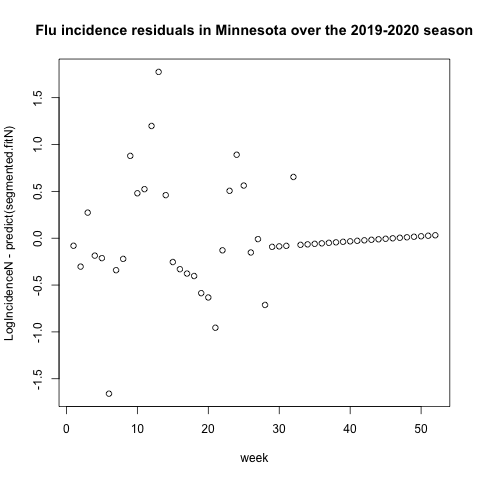 Flu incidence residuals in Minnesota over the 2019-2020 season
LogIncidenceN - predict(segmented.fitN)
1.5
1.0
0.5
0.0
-0.5
-1.0
-1.5
0 10 20 30 40 50
week